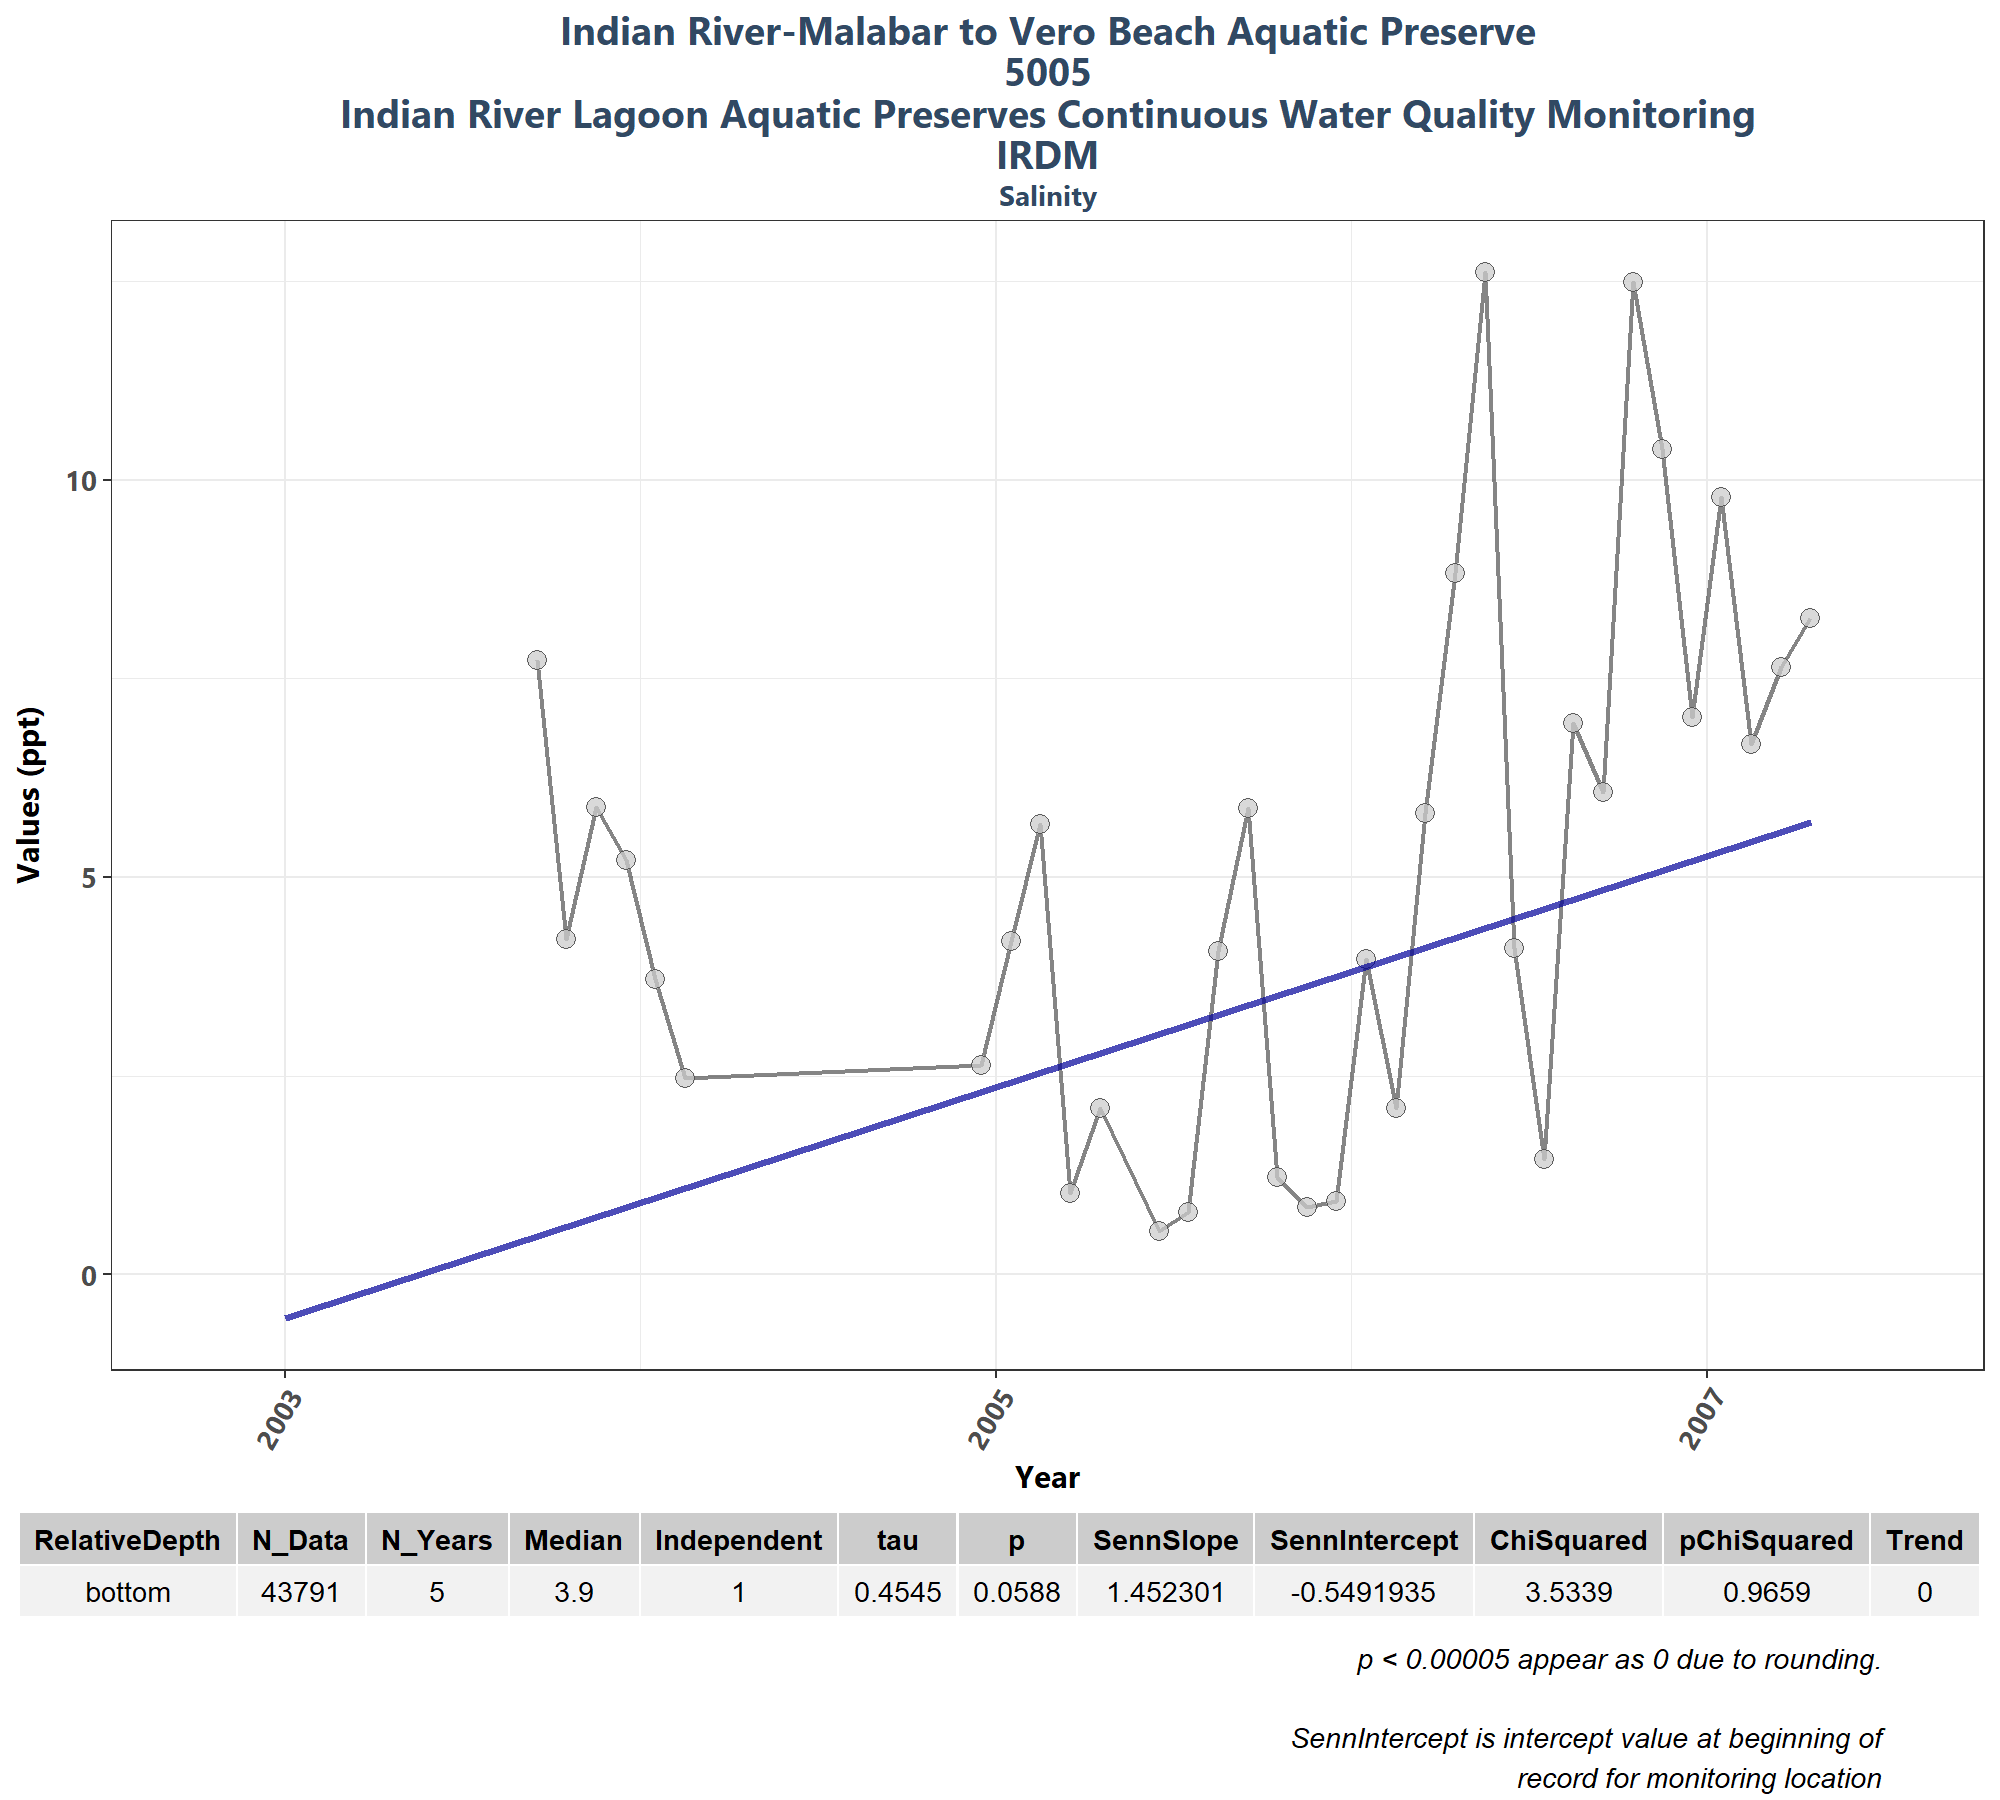 Indian River-Malabar to Vero Beach Aquatic Preserve
5005
Indian River Lagoon Aquatic Preserves Continuous Water Quality Monitoring
IRDM
Salinity
Values (ppt)
10
5
0
2003
2005
2007
Year
RelativeDepth N_Data N_Years Median Independent tau p SennSlope SennIntercept ChiSquared pChiSquared Trend
bottom 43791 5 3.9 1 0.4545 0.0588 1.452301 -0.5491935 3.5339 0.9659 0
p < 0.00005 appear as 0 due to rounding.
SennIntercept is intercept value at beginning of
record for monitoring location